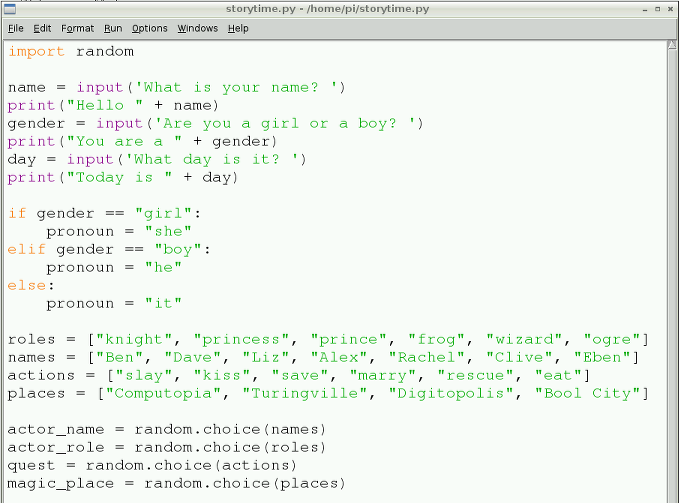 storytime.py - /home/pi/storytime.py
File Edit Format Run Options Windows Help
import random
name = input('What is your name? ')
print("Hello " + name)
gender = input('Are you a girl or a boy? ')
print("You are a " + gender)
day = input('What day is it? ')
print("Today is " + day)
if gender == "girl":
    pronoun = "she"
elif gender == "boy":
    pronoun = "he"
else:
    pronoun = "it"
roles = ["knight", "princess", "prince", "frog", "wizard", "ogre"]
names = ["Ben", "Dave", "Liz", "Alex", "Rachel", "Clive", "Eben"]
actions = ["slay", "kiss", "save", "marry", "rescue", "eat"]
places = ["Computopia", "Turingville", "Digitopolis", "Bool City"]
actor_name = random.choice(names)
actor_role = random.choice(roles)
quest = random.choice(actions)
magic_place = random.choice(places)